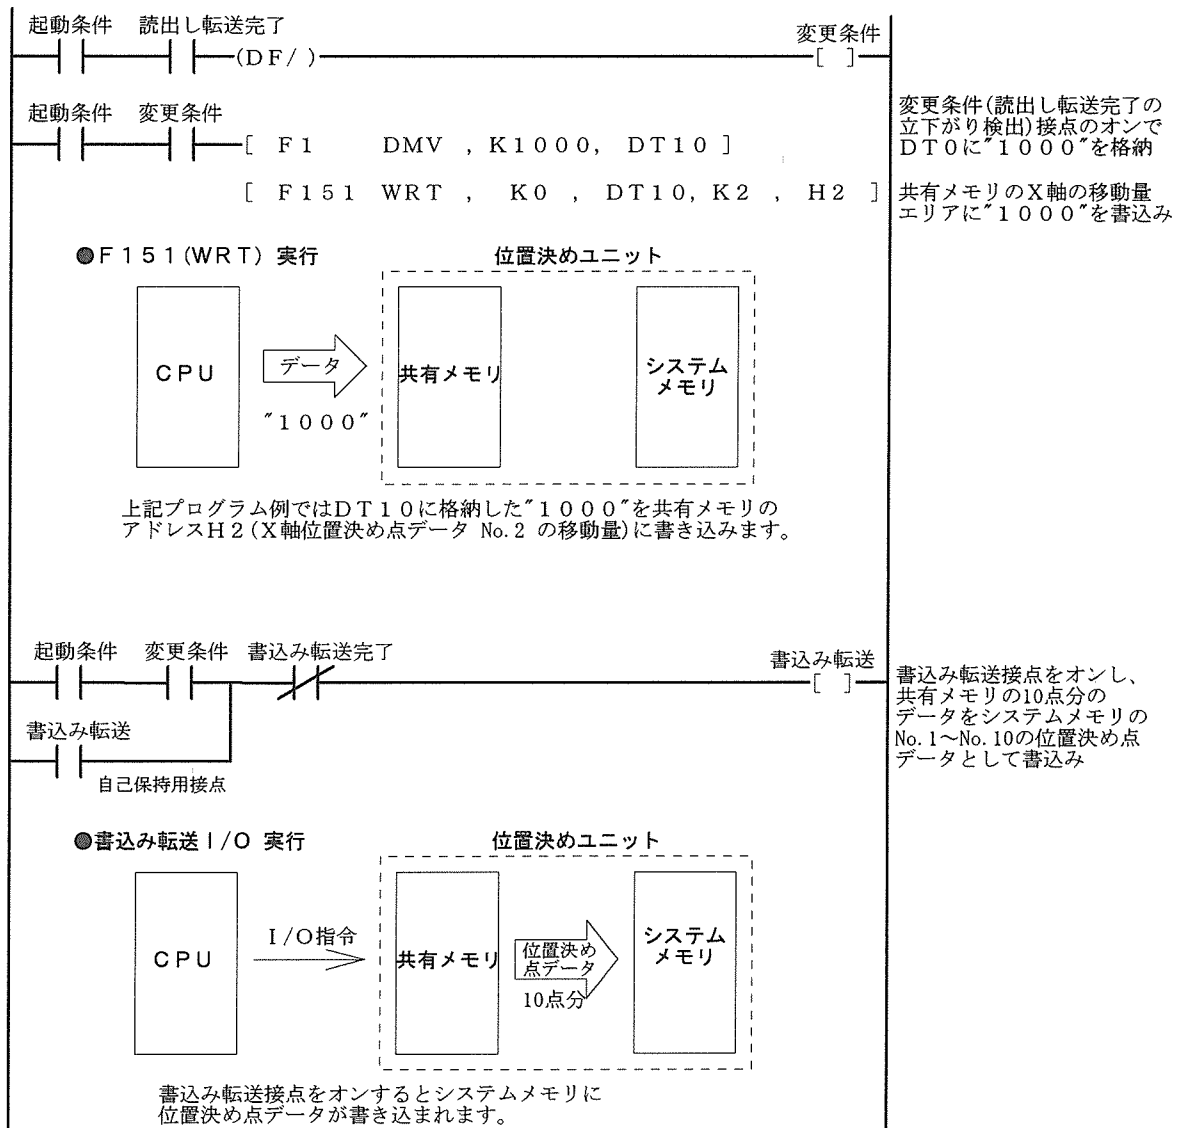 起動条件 読出し転送完了
変更条件
(DF/ )
[ ]
起動条件 変更条件
[ F1 DMV , K1000, DT10 ]
変更条件(読出し転送完了の
立下がり検出)接点のオンで
DT0に"1000"を格納
[ F151 WRT , K0 , DT10, K2 , H2 ]
共有メモリのX軸の移動量
エリアに"1000"を書込み
●F151(WRT) 実行
位置決めユニット
CPU
データ
"1000"
共有メモリ
システム
メモリ
上記プログラム例ではDT10に格納した"1000"を共有メモリの
アドレスH2(X軸位置決め点データ No.2 の移動量)に書き込みます。
起動条件 変更条件 書込み転送完了
書込み転送
[ ]
書込み転送
自己保持用接点
書込み転送接点をオンし、
共有メモリの10点分の
データをシステムメモリの
No.1~No.10の位置決め点
データとして書込み
●書込み転送I/O 実行
位置決めユニット
CPU
I/O指令
共有メモリ
位置決め
点データ
10点分
システム
メモリ
書込み転送接点をオンするとシステムメモリに
位置決め点データが書き込まれます。